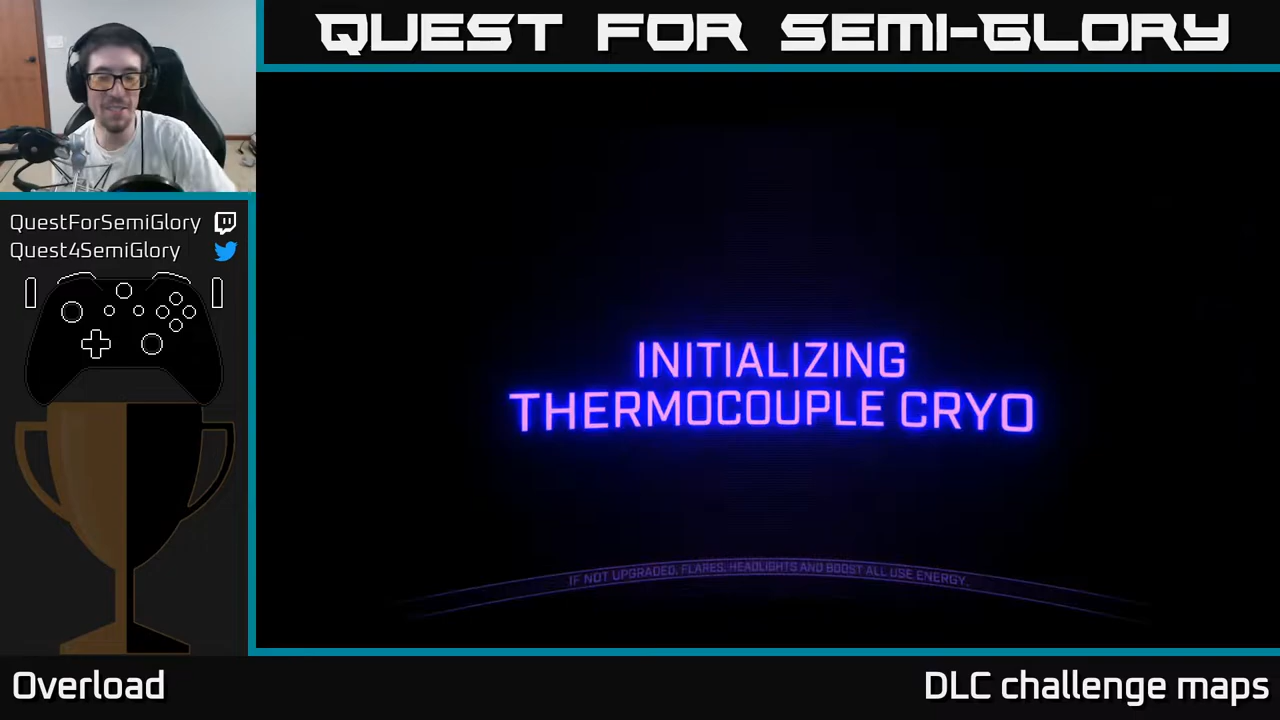 QUEST FOR SEMI-GLORY
QuestForSemiGlory
Quest4SemiGlory
INITIALIZING
THERMOCOUPLE CRYO
IF NOT UPGRADED, FLARES, HEADLIGHTS AND BOOST ALL USE ENERGY.
Overload
DLC challenge maps